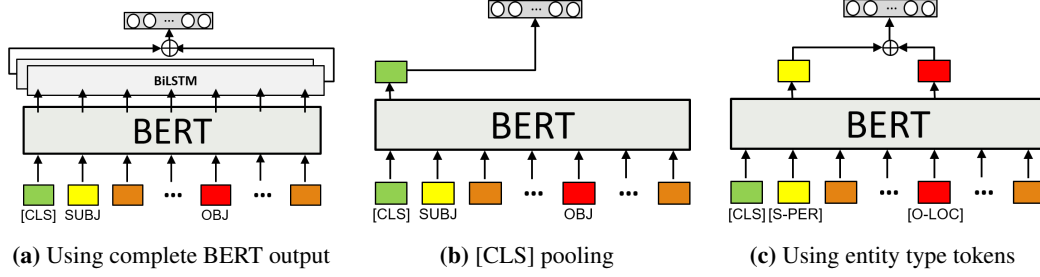 BiLSTM
BERT
[CLS] SUBJ ... OBJ ...
(a) Using complete BERT output
BERT
[CLS] SUBJ ... OBJ ...
(b) [CLS] pooling
BERT
[CLS] [S-PER] ... [O-LOC] ...
(c) Using entity type tokens